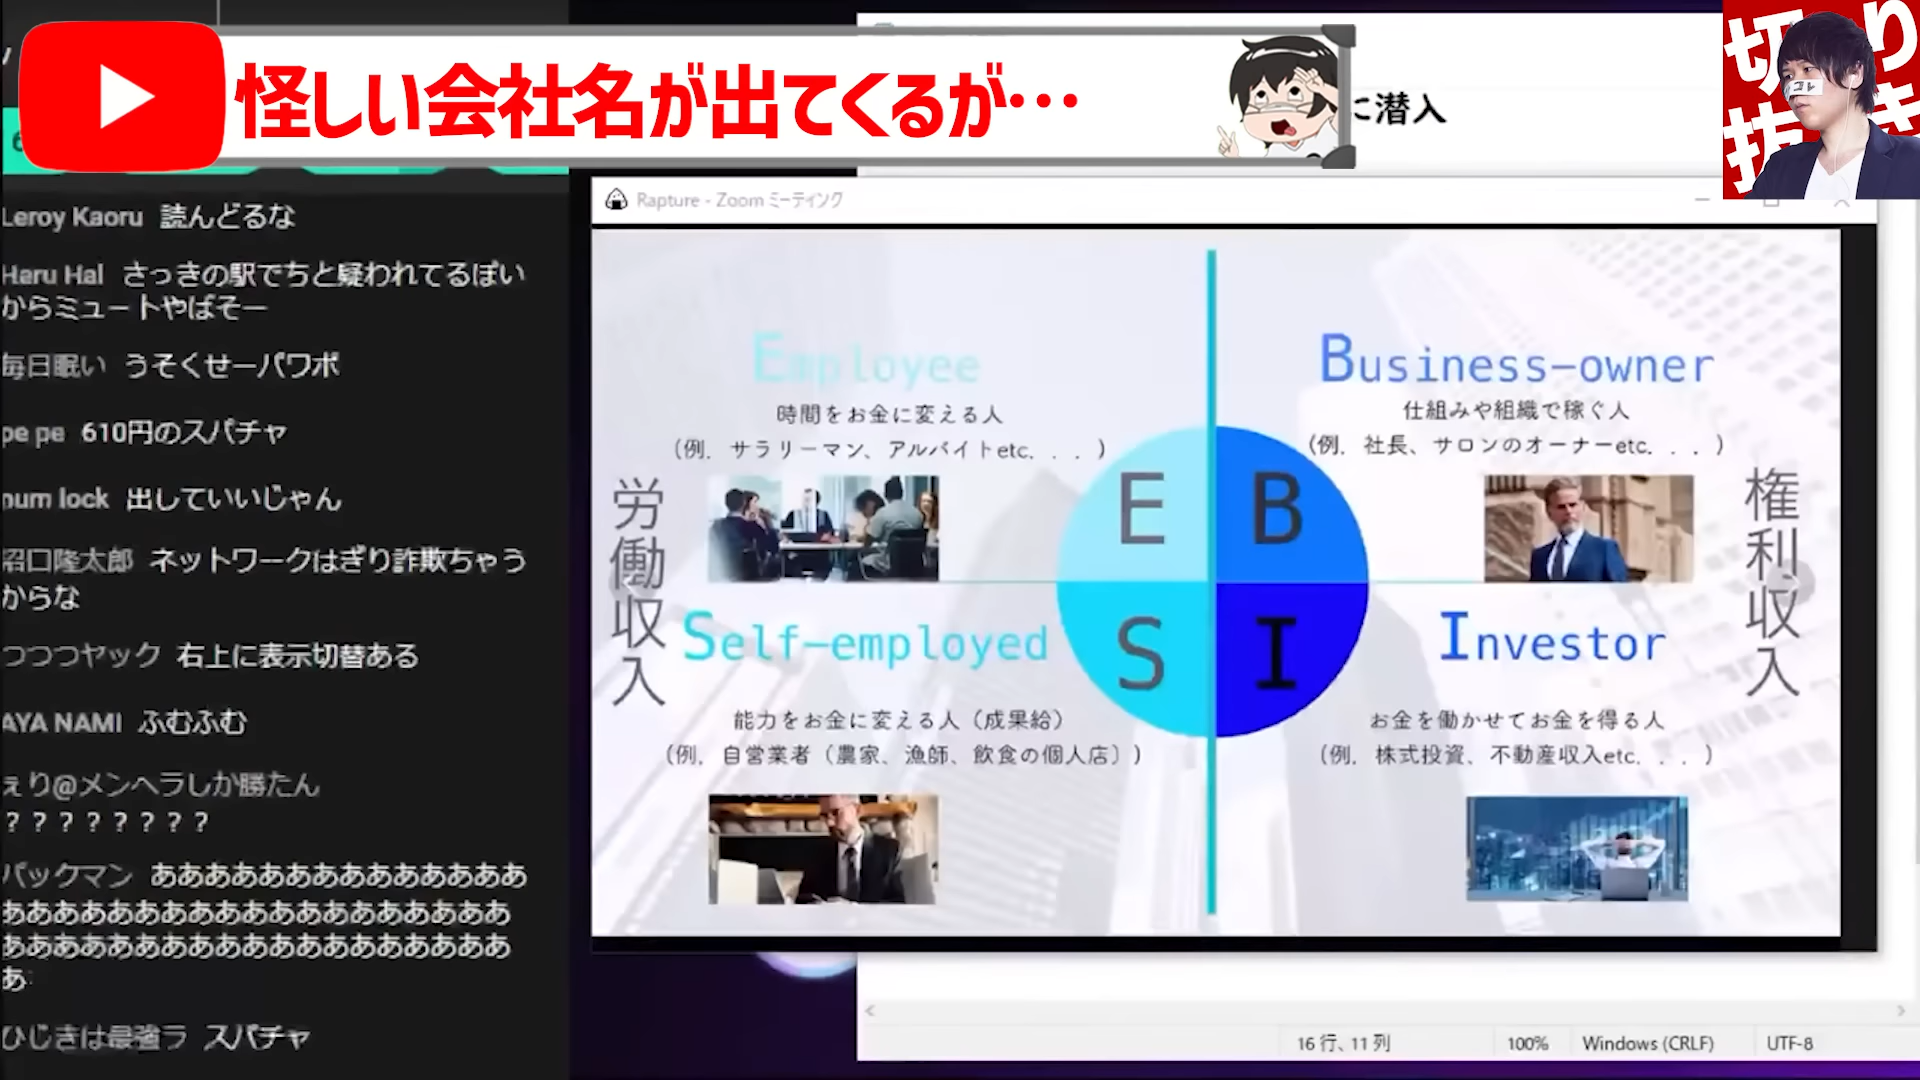 怪しい会社名が出てくるが…
に潜入
切り抜き
コレ
Leroy Kaoru 読んどるな
Haru Hal さっきの駅でちと疑われてるぽい
からミュートやばそー
毎日眠い うそくせーパワポ
pe pe 610円のスパチャ
num lock 出していいじゃん
沼口隆太郎 ネットワークはぎり詐欺ちゃう
からな
つつつヤック 右上に表示切替ある
AYA NAMI ふむふむ
ぇり@メンヘラしか勝たん
？？？？？？？？
パックマン ああああああああああああああ
あああああああああああああああああああ
あああああああああああああああああああ
あ
ひじきは最強ラ スパチャ
Rapture - Zoom ミーティング
Employee
時間をお金に変える人
（例．サラリーマン、アルバイトetc．．．）
Business-owner
仕組みや組織で稼ぐ人
（例．社長、サロンのオーナーetc．．．）
労働収入
権利収入
E
B
S
I
Self-employed
能力をお金に変える人（成果給）
（例．自営業者（農家、漁師、飲食の個人店））
Investor
お金を働かせてお金を得る人
（例．株式投資、不動産収入etc．．．）
16 行、11 列
100%
Windows (CRLF)
UTF-8